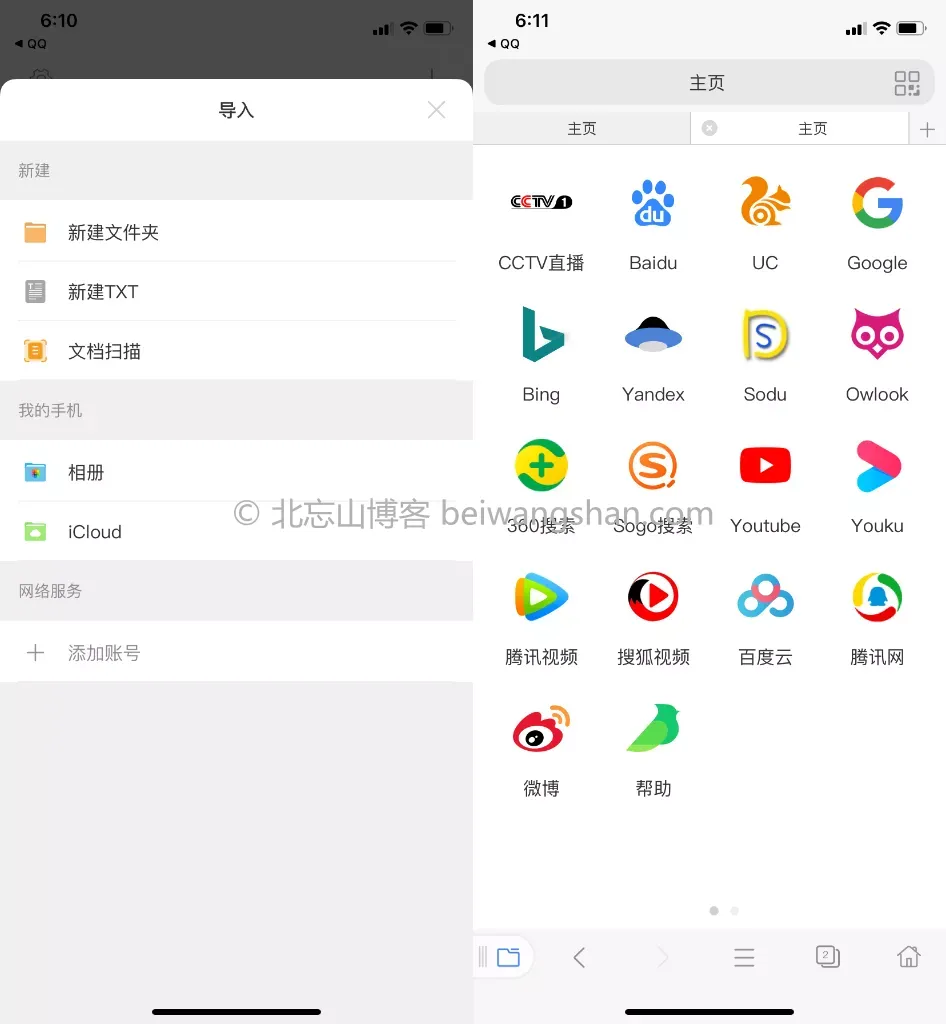 6:10
◀ QQ
导入
新建
新建文件夹
新建TXT
文档扫描
我的手机
相册
iCloud
网络服务
添加账号
6:11
◀ QQ
主页
主页
主页
CCTV 1
du
CCTV直播
Baidu
UC
Google
Bing
Yandex
Sodu
Owlook
360搜索
Sogo搜索
Youtube
Youku
腾讯视频
搜狐视频
百度云
腾讯网
微博
帮助
2
© 北忘山博客 beiwangshan.com